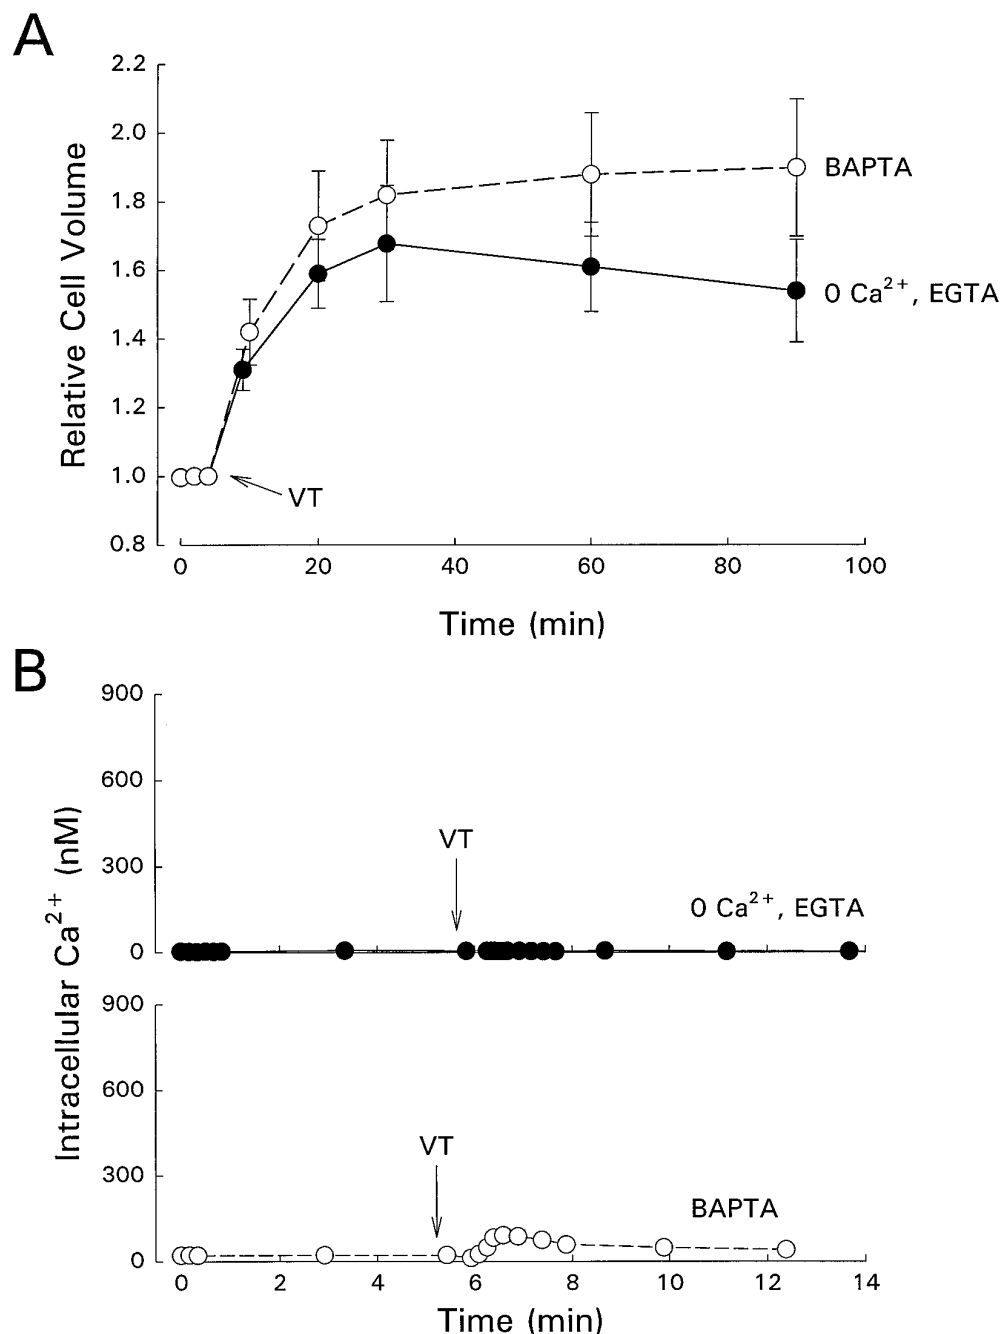 A
2.2
2.0
1.8
1.6
1.4
1.2
1.0
0.8
Relative Cell Volume
BAPTA
0 Ca²⁺, EGTA
VT
0 20 40 60 80 100
Time (min)
B
Intracellular Ca²⁺ (nM)
900
600
300
0
VT
0 Ca²⁺, EGTA
900
600
300
0
VT
BAPTA
0 2 4 6 8 10 12 14
Time (min)